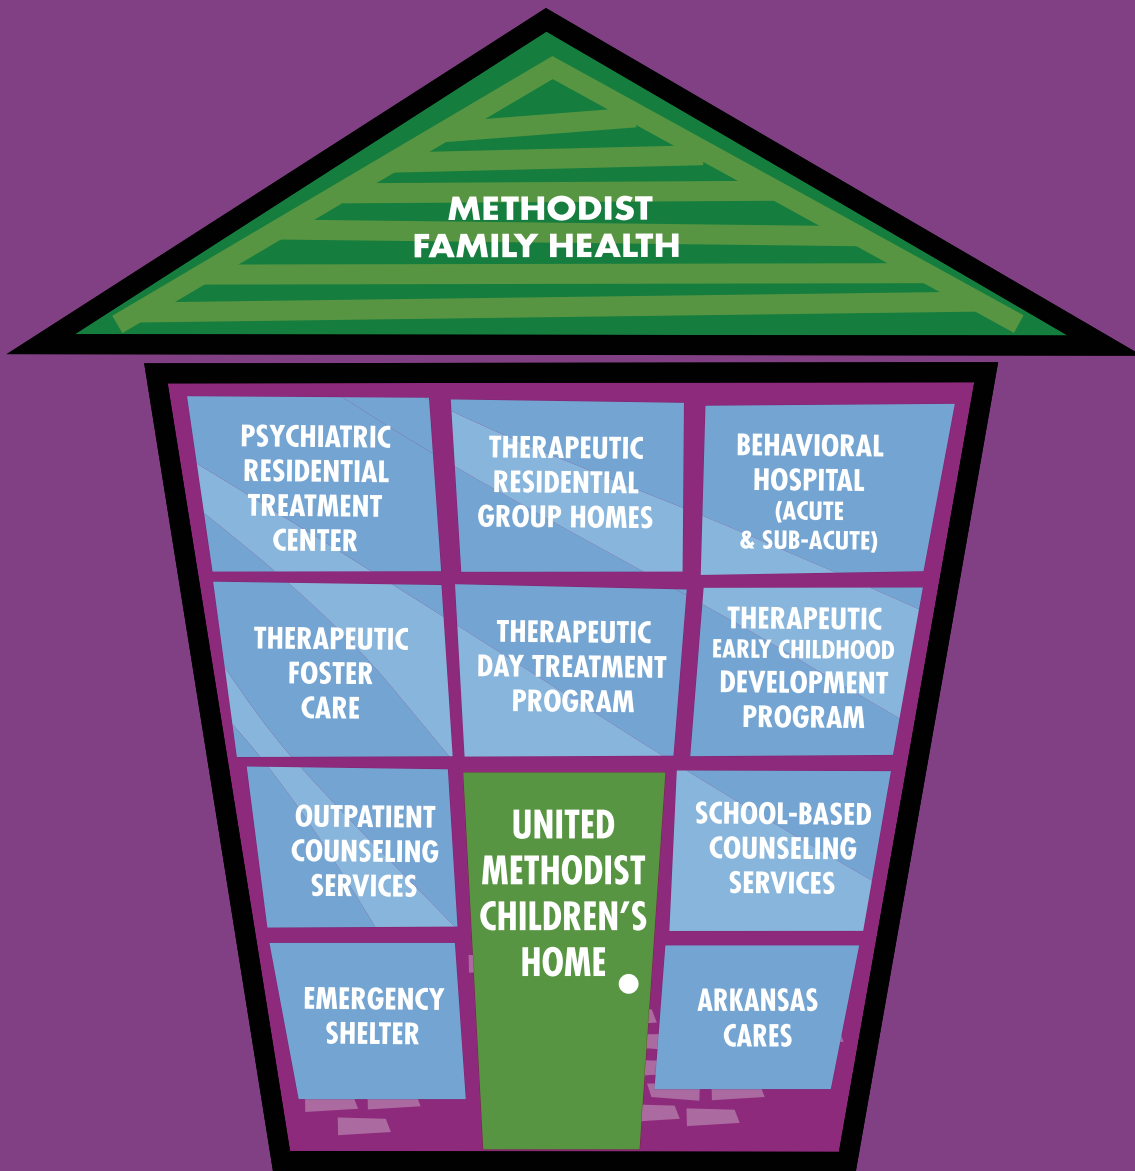 METHODIST
FAMILY HEALTH
PSYCHIATRIC
RESIDENTIAL
TREATMENT
CENTER
THERAPEUTIC
RESIDENTIAL
GROUP HOMES
BEHAVIORAL
HOSPITAL
(ACUTE
& SUB-ACUTE)
THERAPEUTIC
FOSTER
CARE
THERAPEUTIC
DAY TREATMENT
PROGRAM
THERAPEUTIC
EARLY CHILDHOOD
DEVELOPMENT
PROGRAM
OUTPATIENT
COUNSELING
SERVICES
UNITED
METHODIST
CHILDREN'S
HOME
SCHOOL-BASED
COUNSELING
SERVICES
EMERGENCY
SHELTER
ARKANSAS
CARES